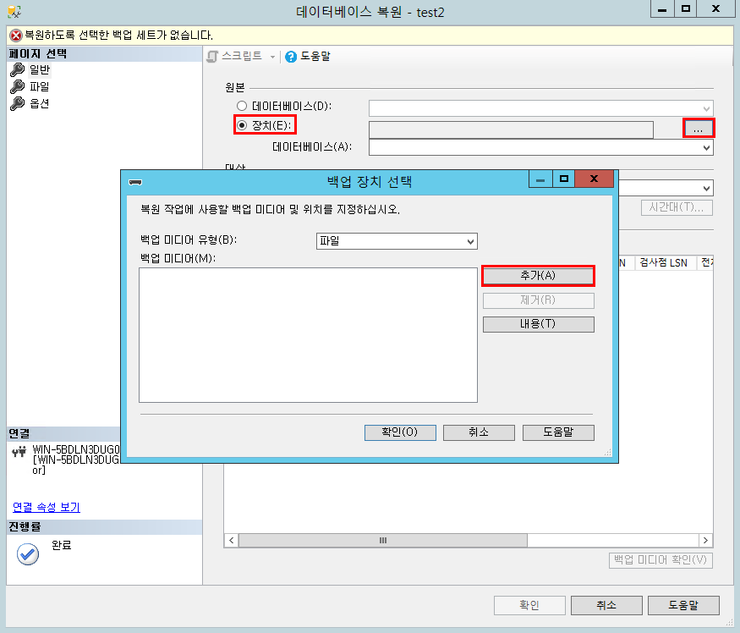 데이터베이스 복원 - test2
복원하도록 선택한 백업 세트가 없습니다.
페이지 선택
일반
파일
옵션
스크립트
도움말
원본
데이터베이스(D):
장치(E):
...
데이터베이스(A):
시간대(T)...
검사점 LSN
백업 장치 선택
복원 작업에 사용할 백업 미디어 및 위치를 지정하십시오.
백업 미디어 유형(B):
파일
백업 미디어(M):
추가(A)
제거(R)
내용(T)
확인(O)
취소
도움말
연결
WIN-5BDLN3DUG0
[WIN-5BDLN3DUG
or]
연결 속성 보기
진행률
완료
백업 미디어 확인(V)
확인
취소
도움말